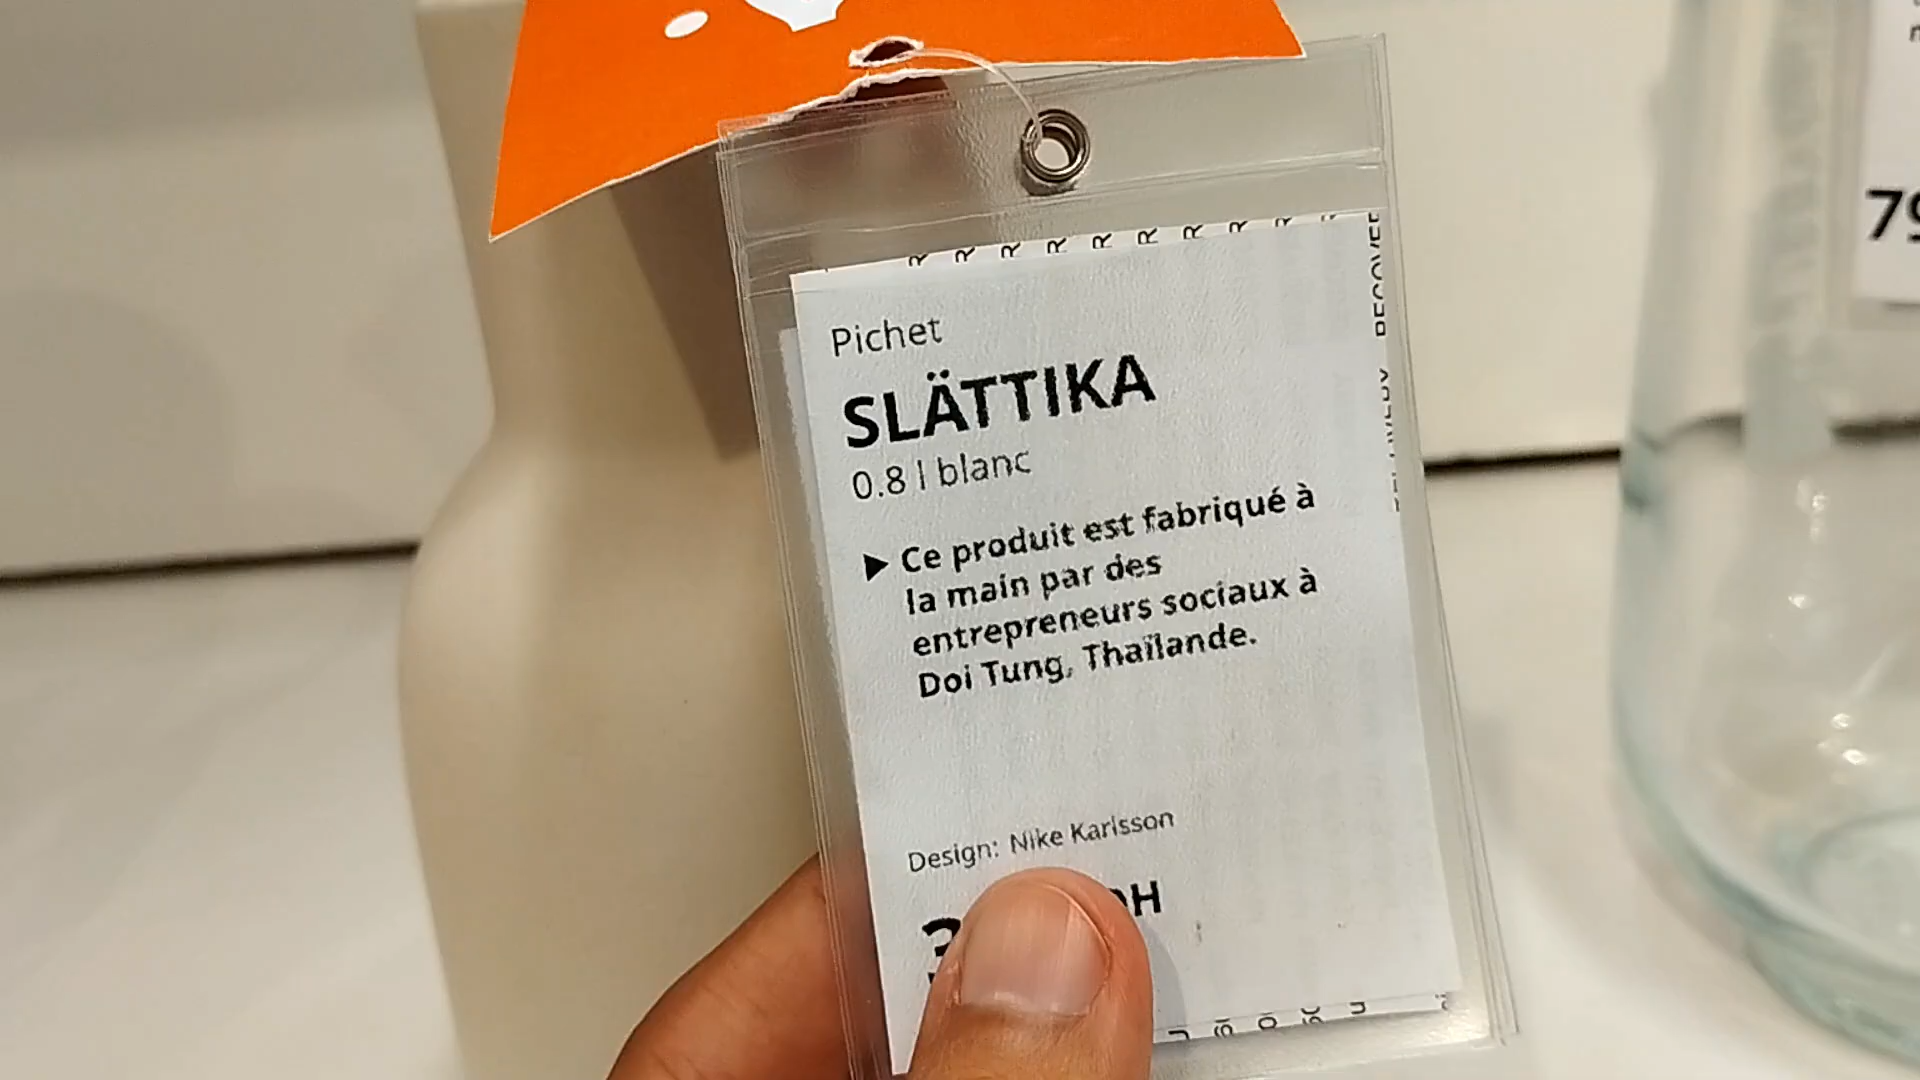 Pichet
SLÄTTIKA
0.8 l blanc
► Ce produit est fabriqué à
la main par des
entrepreneurs sociaux à
Doi Tung, Thaïlande.
Design: Nike Karlsson